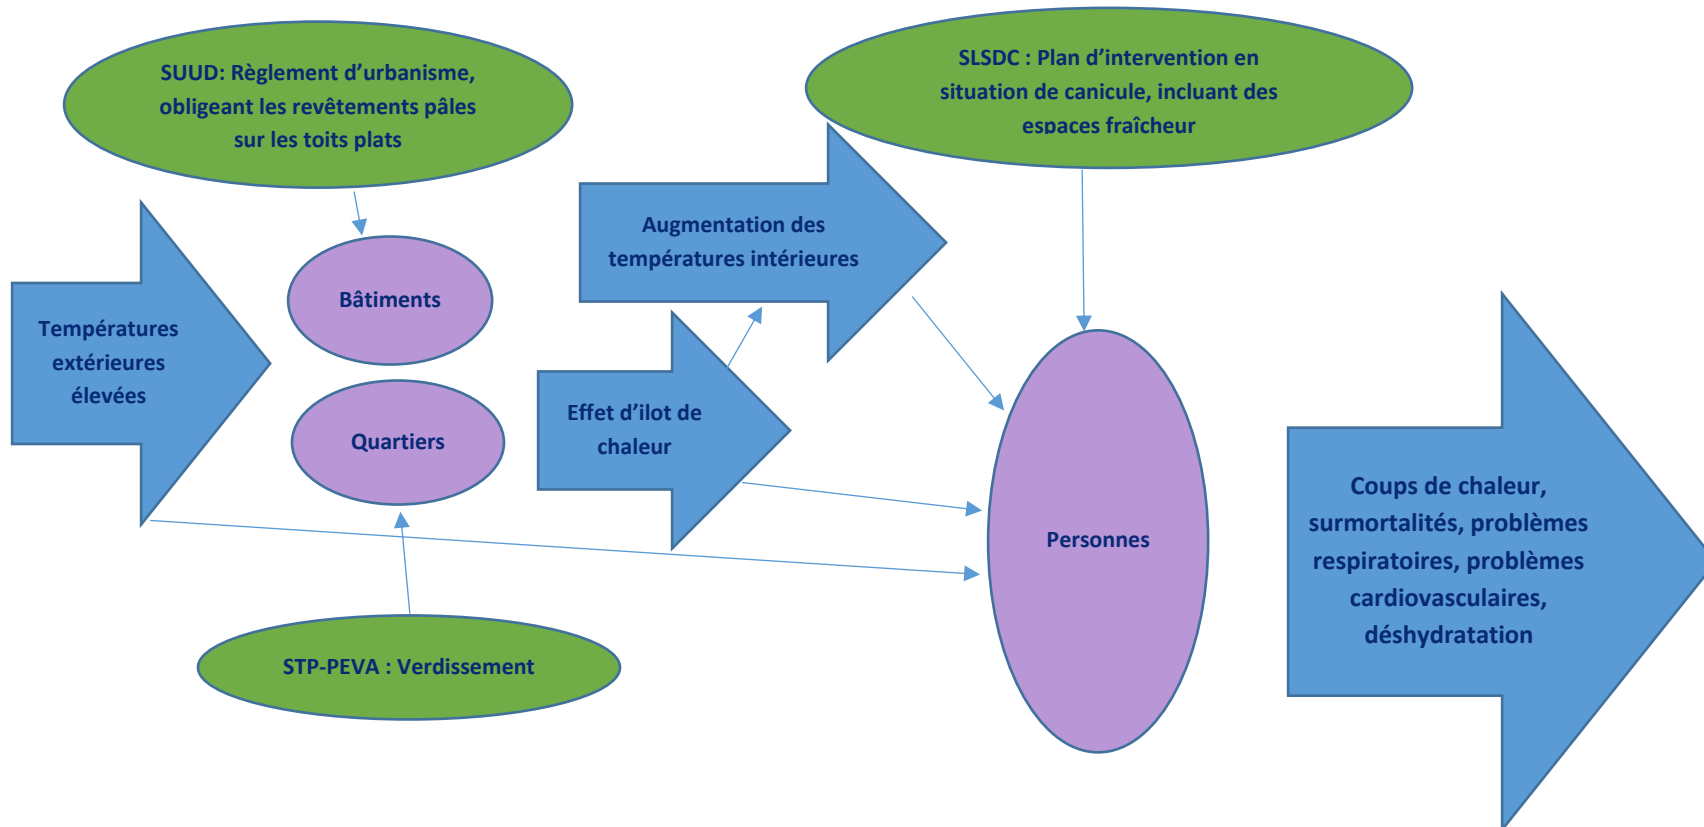 SUUD: Règlement d’urbanisme,
obligeant les revêtements pâles
sur les toits plats
SLSDC : Plan d’intervention en
situation de canicule, incluant des
espaces fraîcheur
Augmentation des
températures intérieures
Bâtiments
Températures
extérieures
élevées
Effet d’ilot de
chaleur
Quartiers
Personnes
Coups de chaleur,
surmortalités, problèmes
respiratoires, problèmes
cardiovasculaires,
déshydratation
STP-PEVA : Verdissement